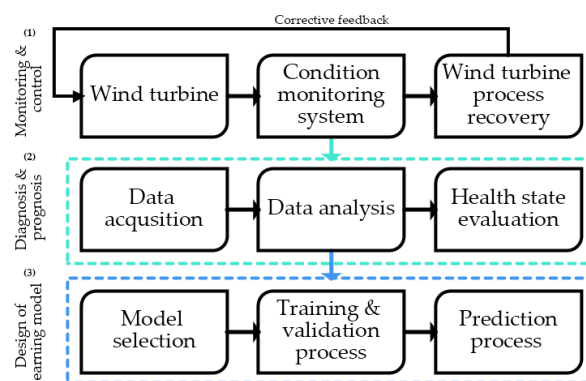 Corrective feedback
(1)
Monitoring &
control
Wind turbine
Condition
monitoring
system
Wind turbine
process
recovery
(2)
Diagnosis &
prognosis
Data
acqusition
Data analysis
Health state
evaluation
(3)
Design of
earning model
Model
selection
Training &
validation
process
Prediction
process